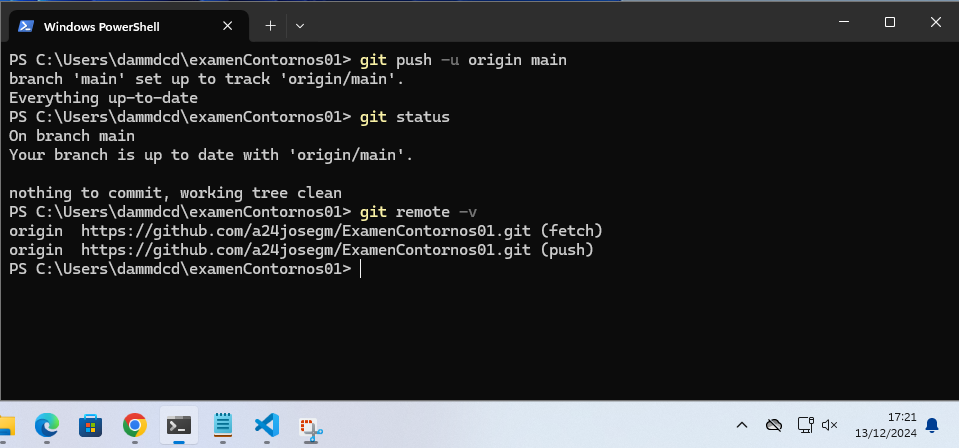 Windows PowerShell
PS C:\Users\dammdcd\examenContornos01> git push -u origin main
branch 'main' set up to track 'origin/main'.
Everything up-to-date
PS C:\Users\dammdcd\examenContornos01> git status
On branch main
Your branch is up to date with 'origin/main'.
nothing to commit, working tree clean
PS C:\Users\dammdcd\examenContornos01> git remote -v
origin  https://github.com/a24josegm/ExamenContornos01.git (fetch)
origin  https://github.com/a24josegm/ExamenContornos01.git (push)
PS C:\Users\dammdcd\examenContornos01>
17:21
13/12/2024